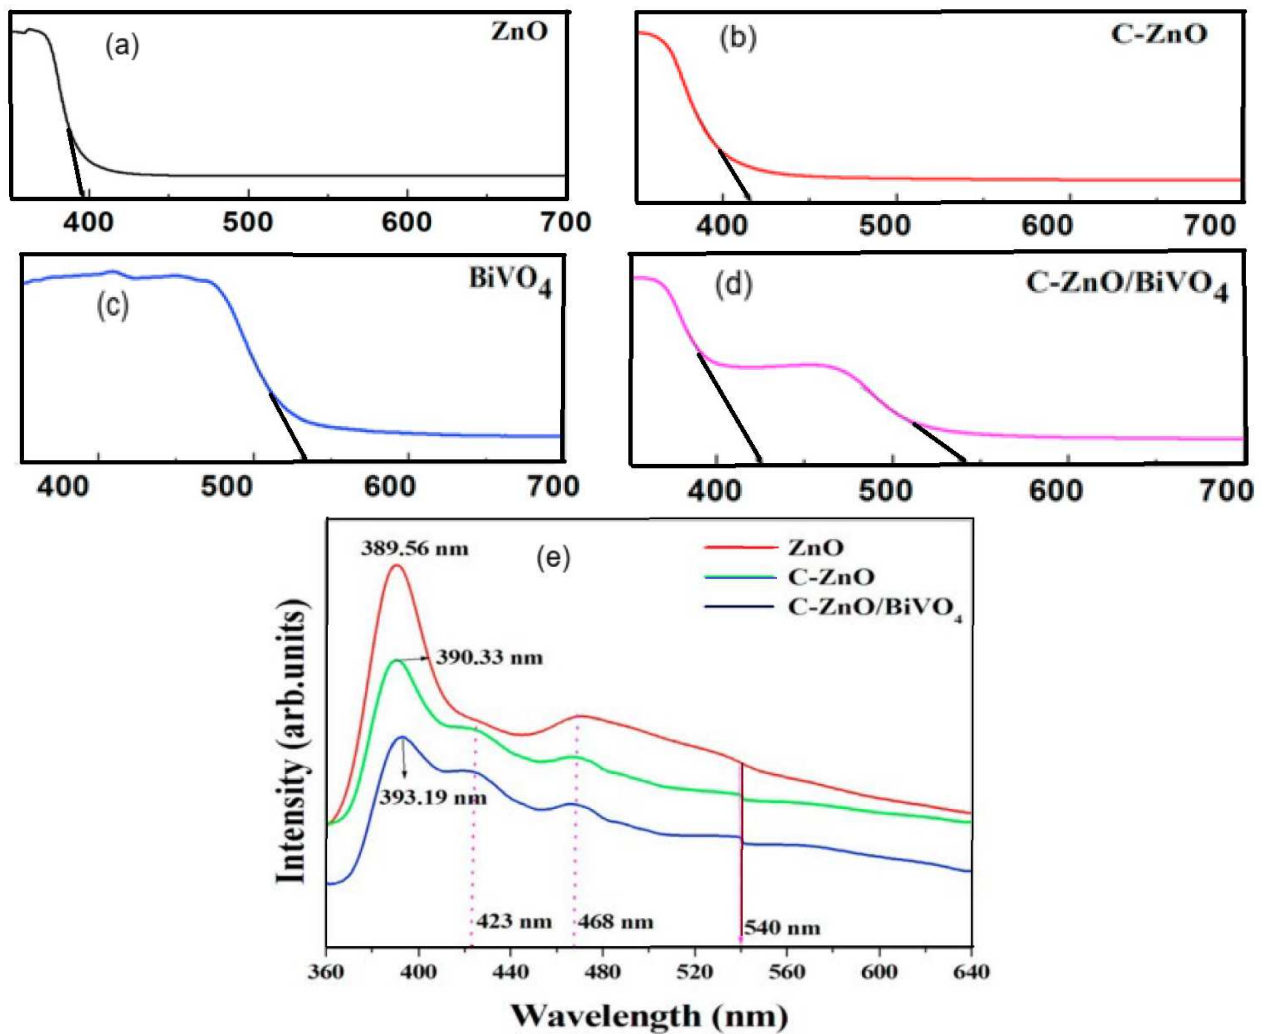 (a) ZnO
400 500 600 700
(b) C-ZnO
400 500 600 700
(c) BiVO4
400 500 600 700
(d) C-ZnO/BiVO4
400 500 600 700
(e)
389.56 nm
ZnO
C-ZnO
C-ZnO/BiVO4
390.33 nm
393.19 nm
423 nm 468 nm 540 nm
Intensity (arb.units)
360 400 440 480 520 560 600 640
Wavelength (nm)